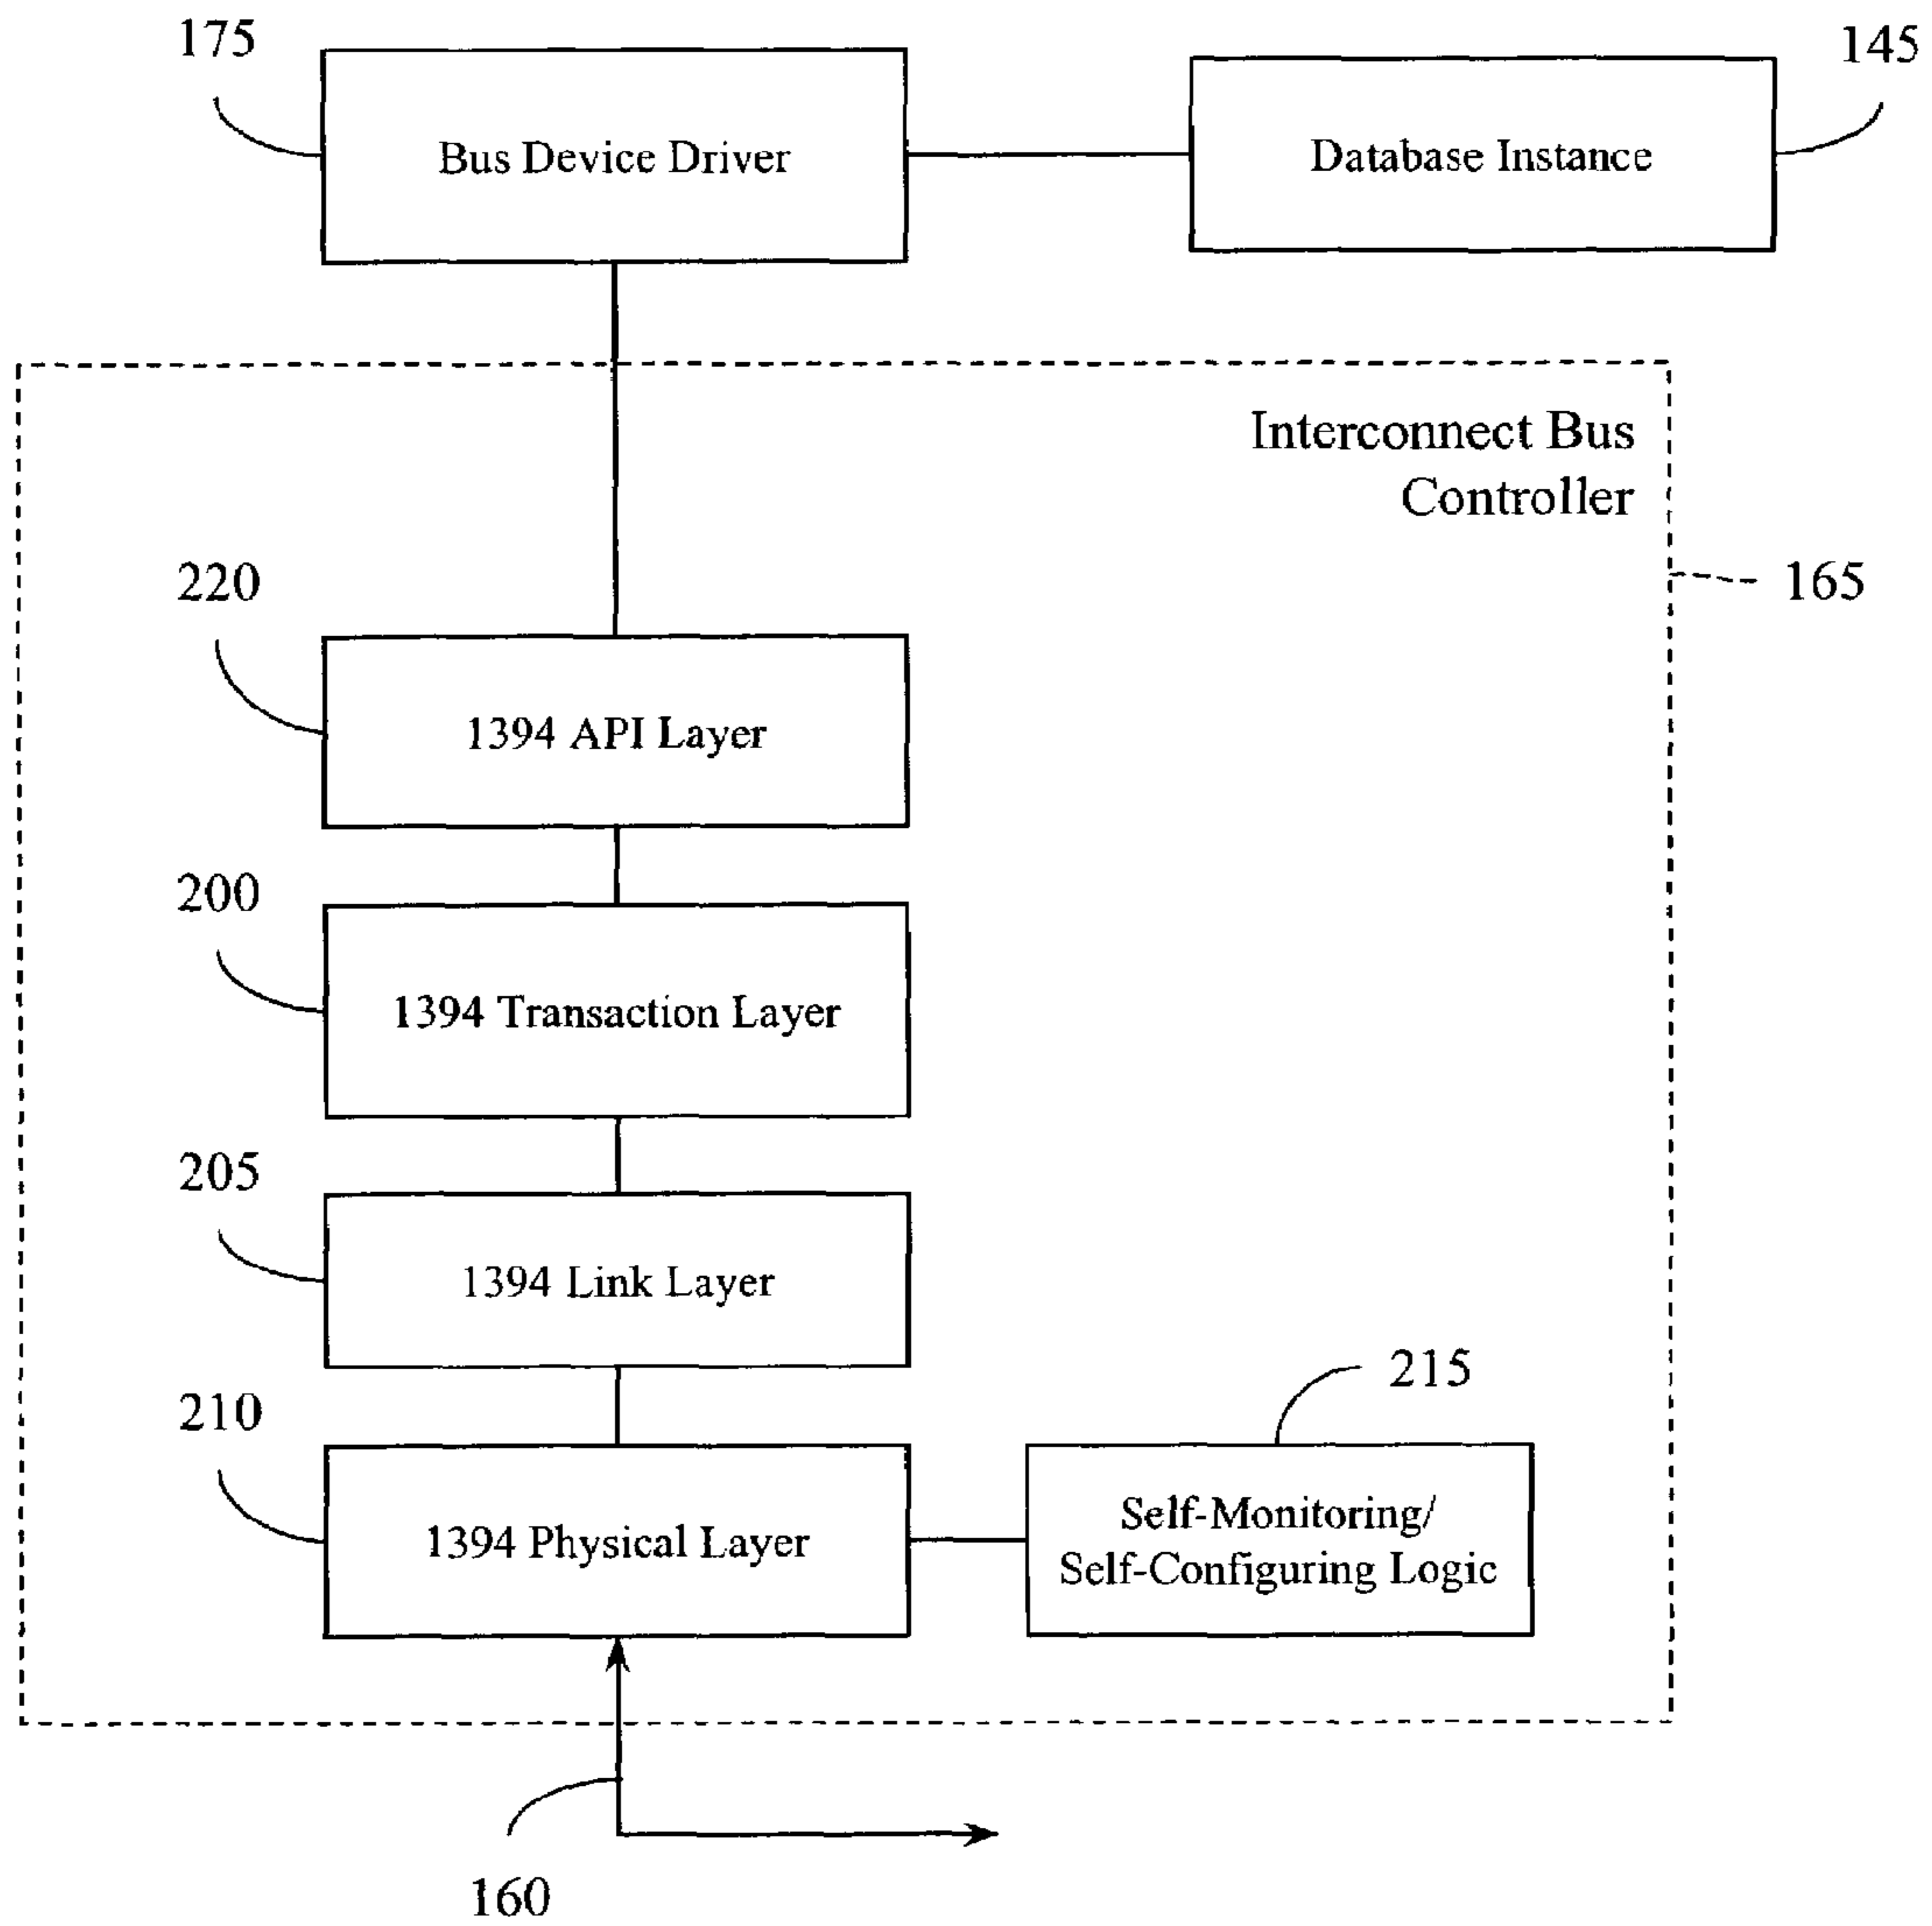 175
145
Bus Device Driver
Database Instance
Interconnect Bus
Controller
165
220
1394 API Layer
200
1394 Transaction Layer
205
1394 Link Layer
215
210
Self-Monitoring/
Self-Configuring Logic
1394 Physical Layer
160